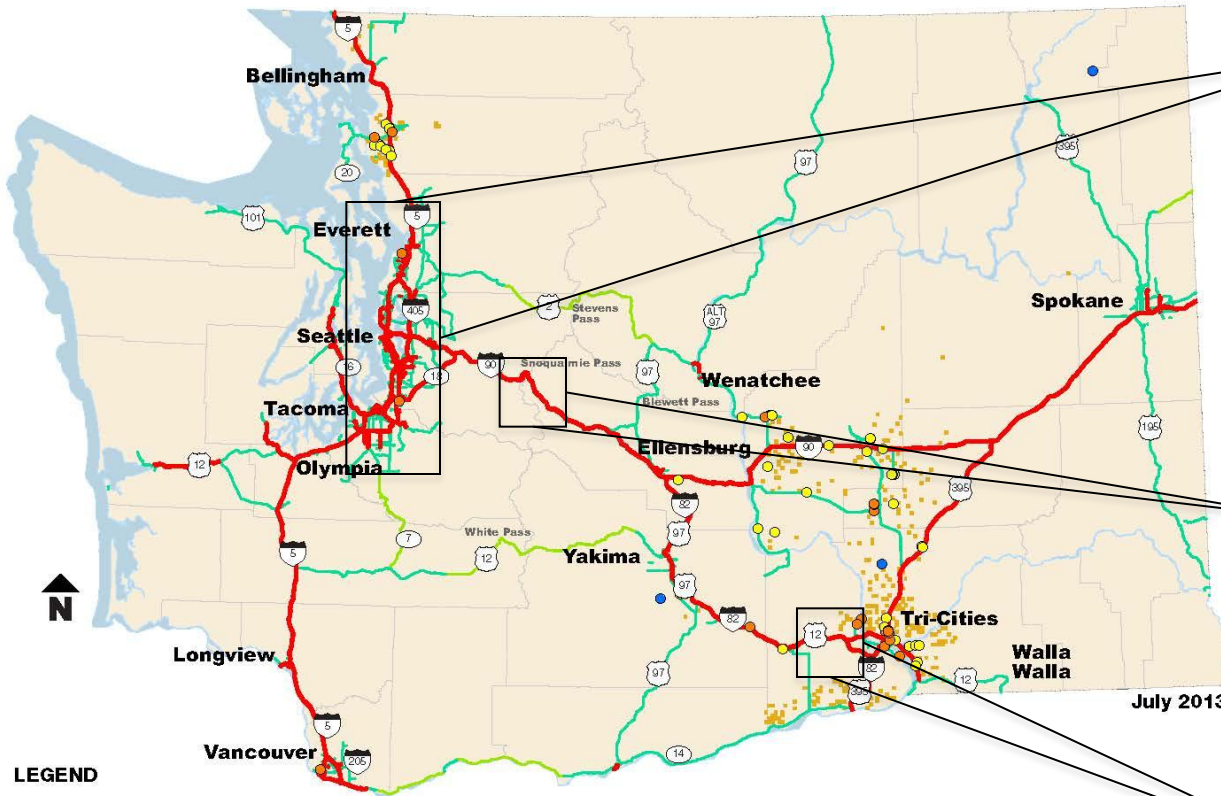 5
Bellingham
97
395
20
101
5
Everett
2
Stevens
Pass
405
ALT
97
Spokane
Seattle
90
Snoqualmie Pass
97
16
18
Wenatchee
Tacoma
Blewett Pass
195
Ellensburg
90
Olympia
12
395
82
97
White Pass
7
5
12
Yakima
97
N
82
12
Tri-Cities
Longview
97
82
Walla
Walla
12
395
July 2013
5
Vancouver
205
14
LEGEND